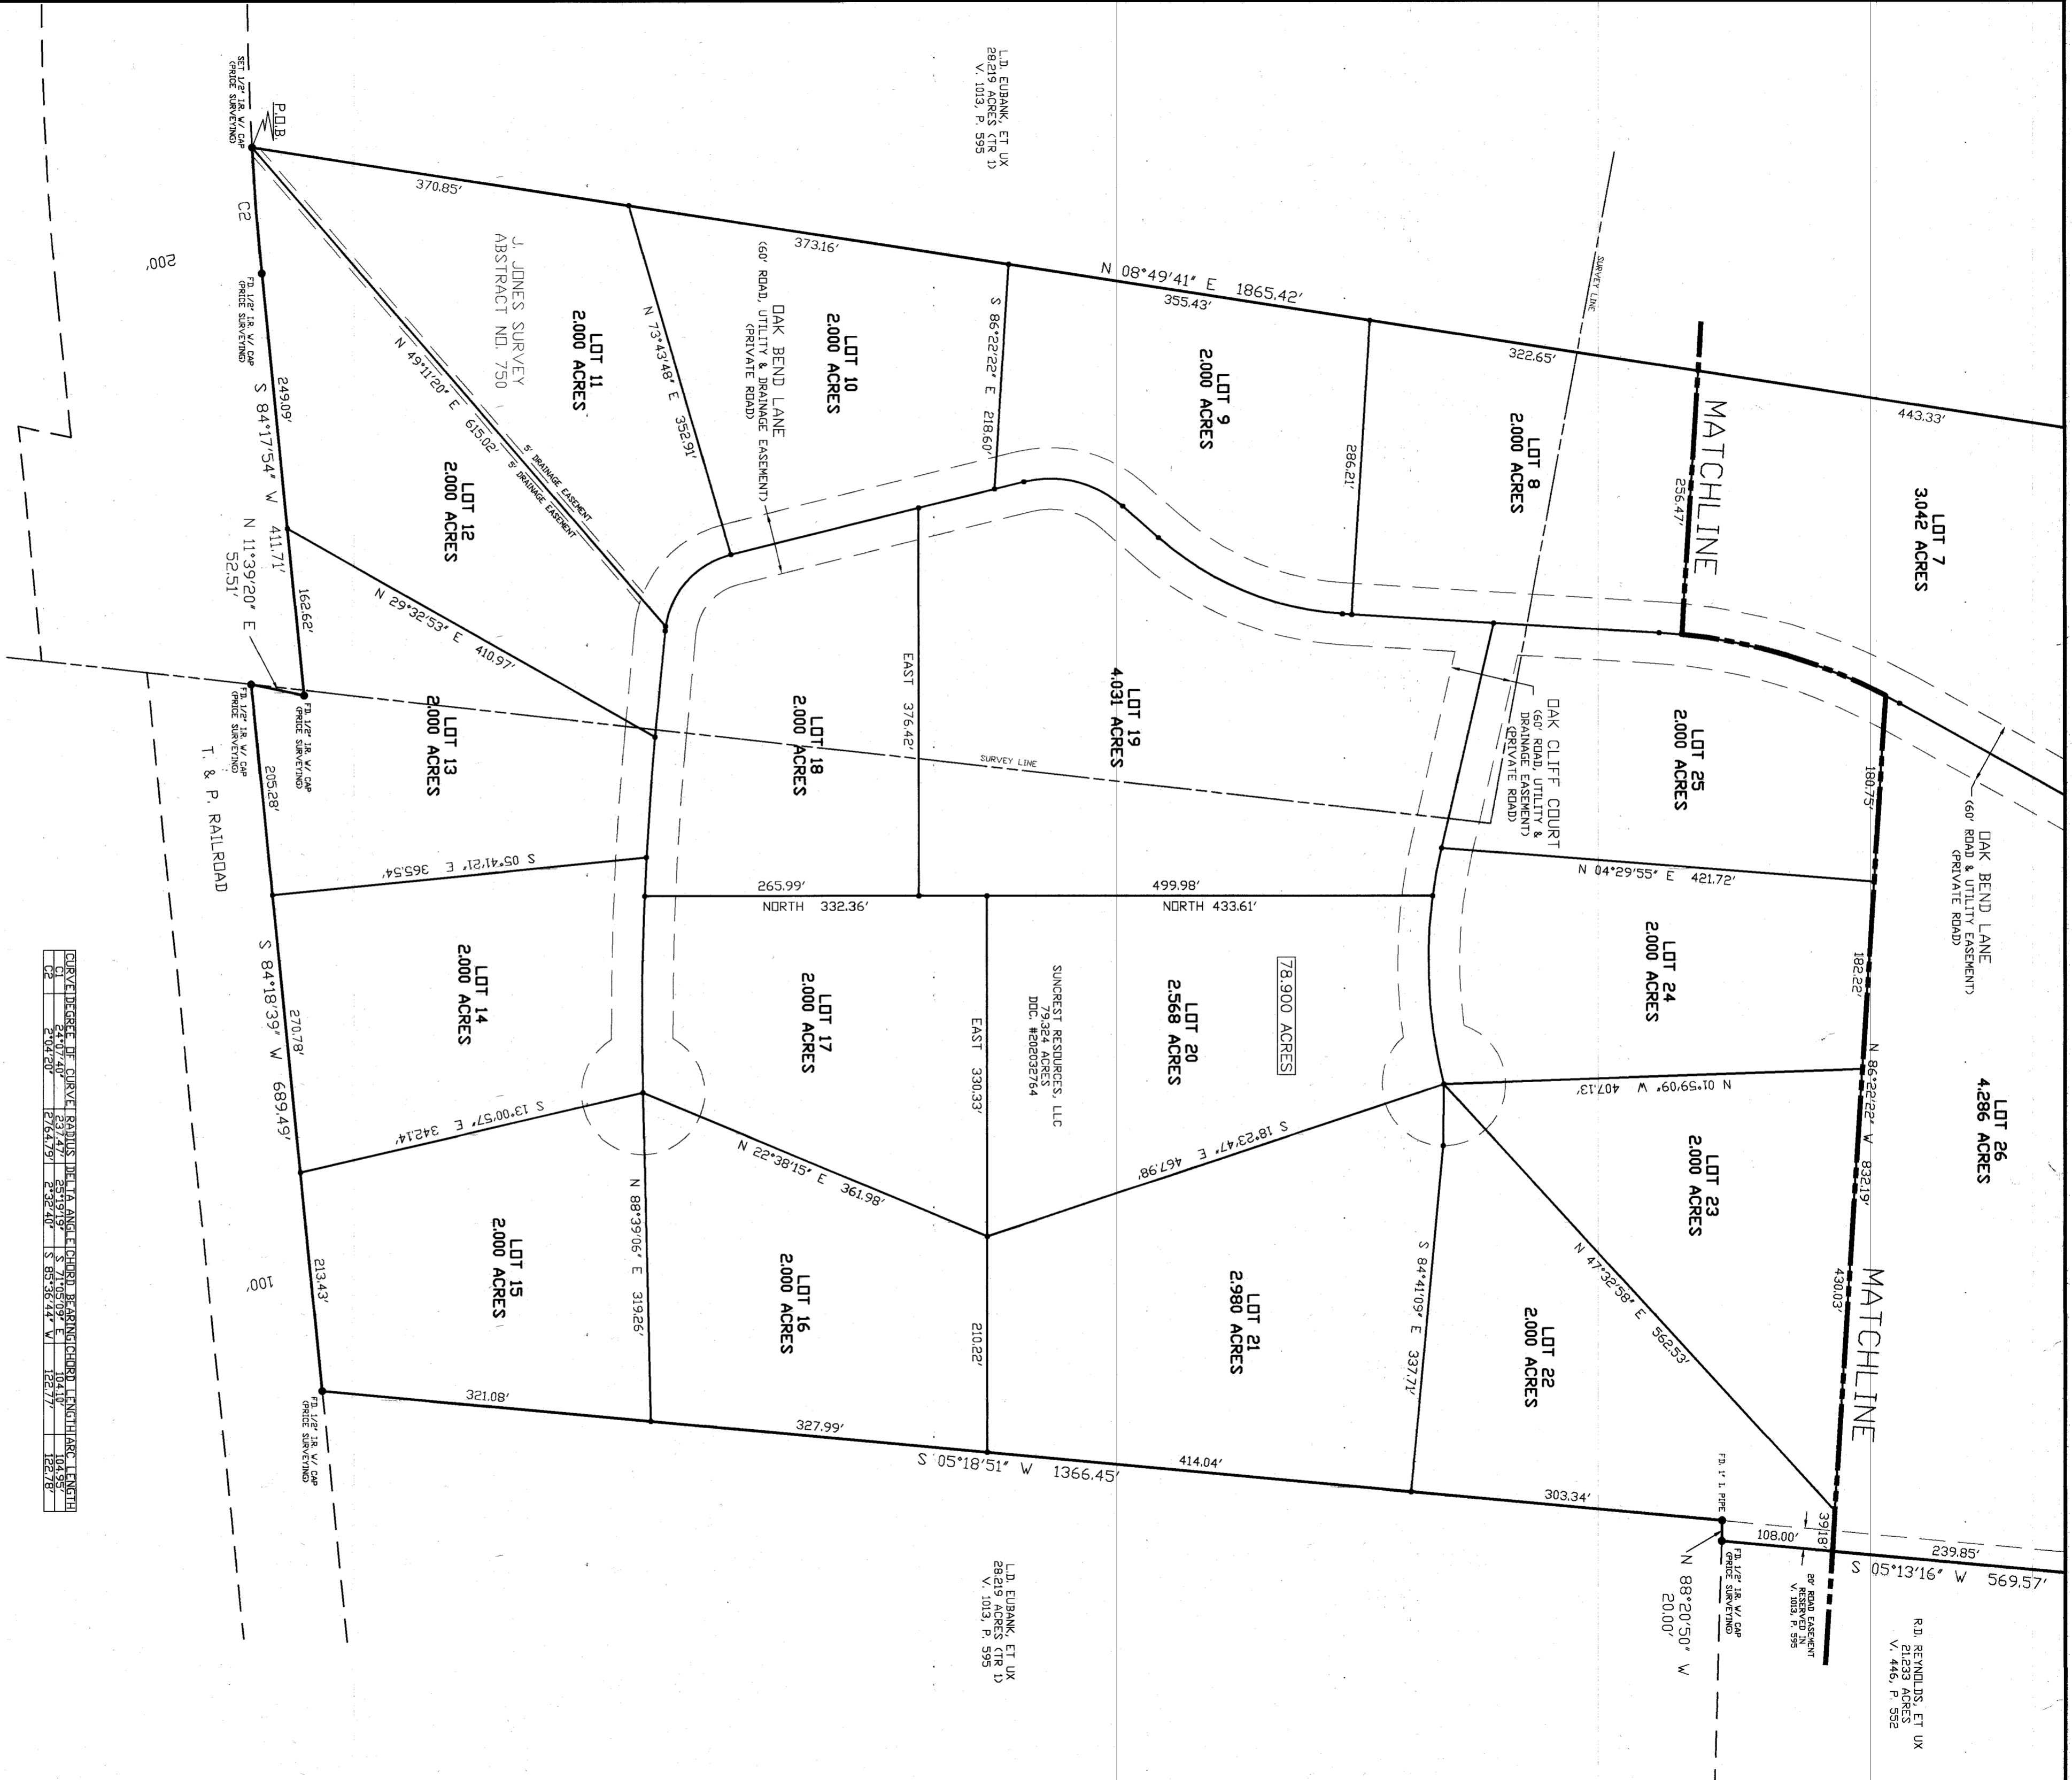 L.D. EUBANK, ET UX
28.219 ACRES (TR 1)
V. 1013, P. 595
SET 1/2" I.R. W/ CAP
(PRICE SURVEYING)
P.O.B.
C2
200'
FD. 1/2" I.R. W/ CAP
(PRICE SURVEYING)
249.09'
S 84°17'54" W 411.71'
162.62'
N 11°39'20" E
52.51'
FD. 1/2" I.R. W/ CAP
(PRICE SURVEYING)
FD. 1/2" I.R. W/ CAP
(PRICE SURVEYING)
205.28'
T. & P. RAILROAD
S 84°18'39" W 689.49'
270.78'
213.43'
100'
FD. 1/2" I.R. W/ CAP
(PRICE SURVEYING)
370.85'
373.16'
N 08°49'41" E 1865.42'
355.43'
322.65'
443.33'
SURVEY LINE
MATCHLINE
256.47'
LOT 7
3.042 ACRES
LOT 8
2.000 ACRES
286.21'
LOT 9
2.000 ACRES
S 86°22'22" E 218.60'
LOT 10
2.000 ACRES
OAK BEND LANE
(60' ROAD, UTILITY & DRAINAGE EASEMENT)
(PRIVATE ROAD)
N 73°43'48" E 352.91'
LOT 11
2.000 ACRES
J. JONES SURVEY
ABSTRACT NO. 750
N 49°11'20" E 615.02'
5' DRAINAGE EASEMENT
5' DRAINAGE EASEMENT
LOT 12
2.000 ACRES
N 29°32'53" E 410.97'
LOT 13
2.000 ACRES
S 05°41'21" E 365.54'
LOT 14
2.000 ACRES
S 13°00'57" E 342.14'
LOT 15
2.000 ACRES
N 88°39'06" E 319.26'
321.08'
LOT 16
2.000 ACRES
327.99'
N 22°38'15" E 361.98'
LOT 17
2.000 ACRES
265.99'
NORTH 332.36'
LOT 18
2.000 ACRES
EAST 376.42'
SURVEY LINE
LOT 19
4.031 ACRES
499.98'
NORTH 433.61'
EAST 330.33'
210.22'
SUNCREST RESOURCES, LLC
79.324 ACRES
DOC. #202032764
LOT 20
2.568 ACRES
78.900 ACRES
S 18°23'47" E 467.98'
LOT 21
2.980 ACRES
S 05°18'51" W 1366.45'
414.04'
S 84°41'09" E 337.71'
LOT 22
2.000 ACRES
303.34'
N 47°32'58" E 562.53'
LOT 23
2.000 ACRES
N 01°59'09" W 407.13'
LOT 24
2.000 ACRES
N 04°29'55" E 421.72'
LOT 25
2.000 ACRES
OAK CLIFF COURT
(60' ROAD, UTILITY &
DRAINAGE EASEMENT)
(PRIVATE ROAD)
180.75'
182.22'
N 86°22'22" W 832.19'
430.03'
39.18'
MATCHLINE
OAK BEND LANE
(60' ROAD & UTILITY EASEMENT)
(PRIVATE ROAD)
LOT 26
4.286 ACRES
FD. 1" I. PIPE
108.00'
239.85'
S 05°13'16" W 569.57'
FD. 1/2" I.R. W/ CAP
(PRICE SURVEYING)
N 88°20'50" W
20.00'
20' ROAD EASEMENT
RESERVED IN
V. 1013, P. 595
R.D. REYNOLDS, ET UX
21.233 ACRES
V. 446, P. 552
L.D. EUBANK, ET UX
28.219 ACRES (TR 1)
V. 1013, P. 595
CURVE DEGREE OF CURVE RADIUS DELTA ANGLE CHORD BEARING CHORD LENGTH ARC LENGTH
C1 24°07'40" 237.47' 25°19'19" S 71°05'09" E 104.10' 104.95'
C2 2°04'20" 2764.79' 2°32'40" S 85°36'44" W 122.77' 122.78'